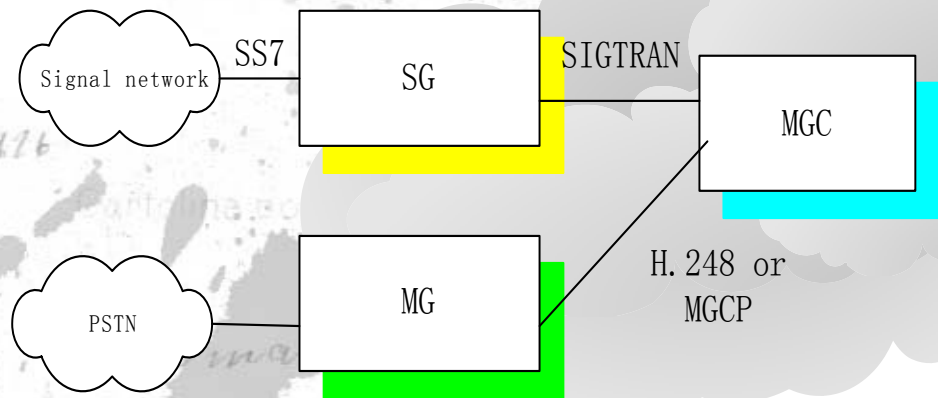 SS7
SIGTRAN
Signal network
SG
MGC
H.248 or
MGCP
PSTN
MG